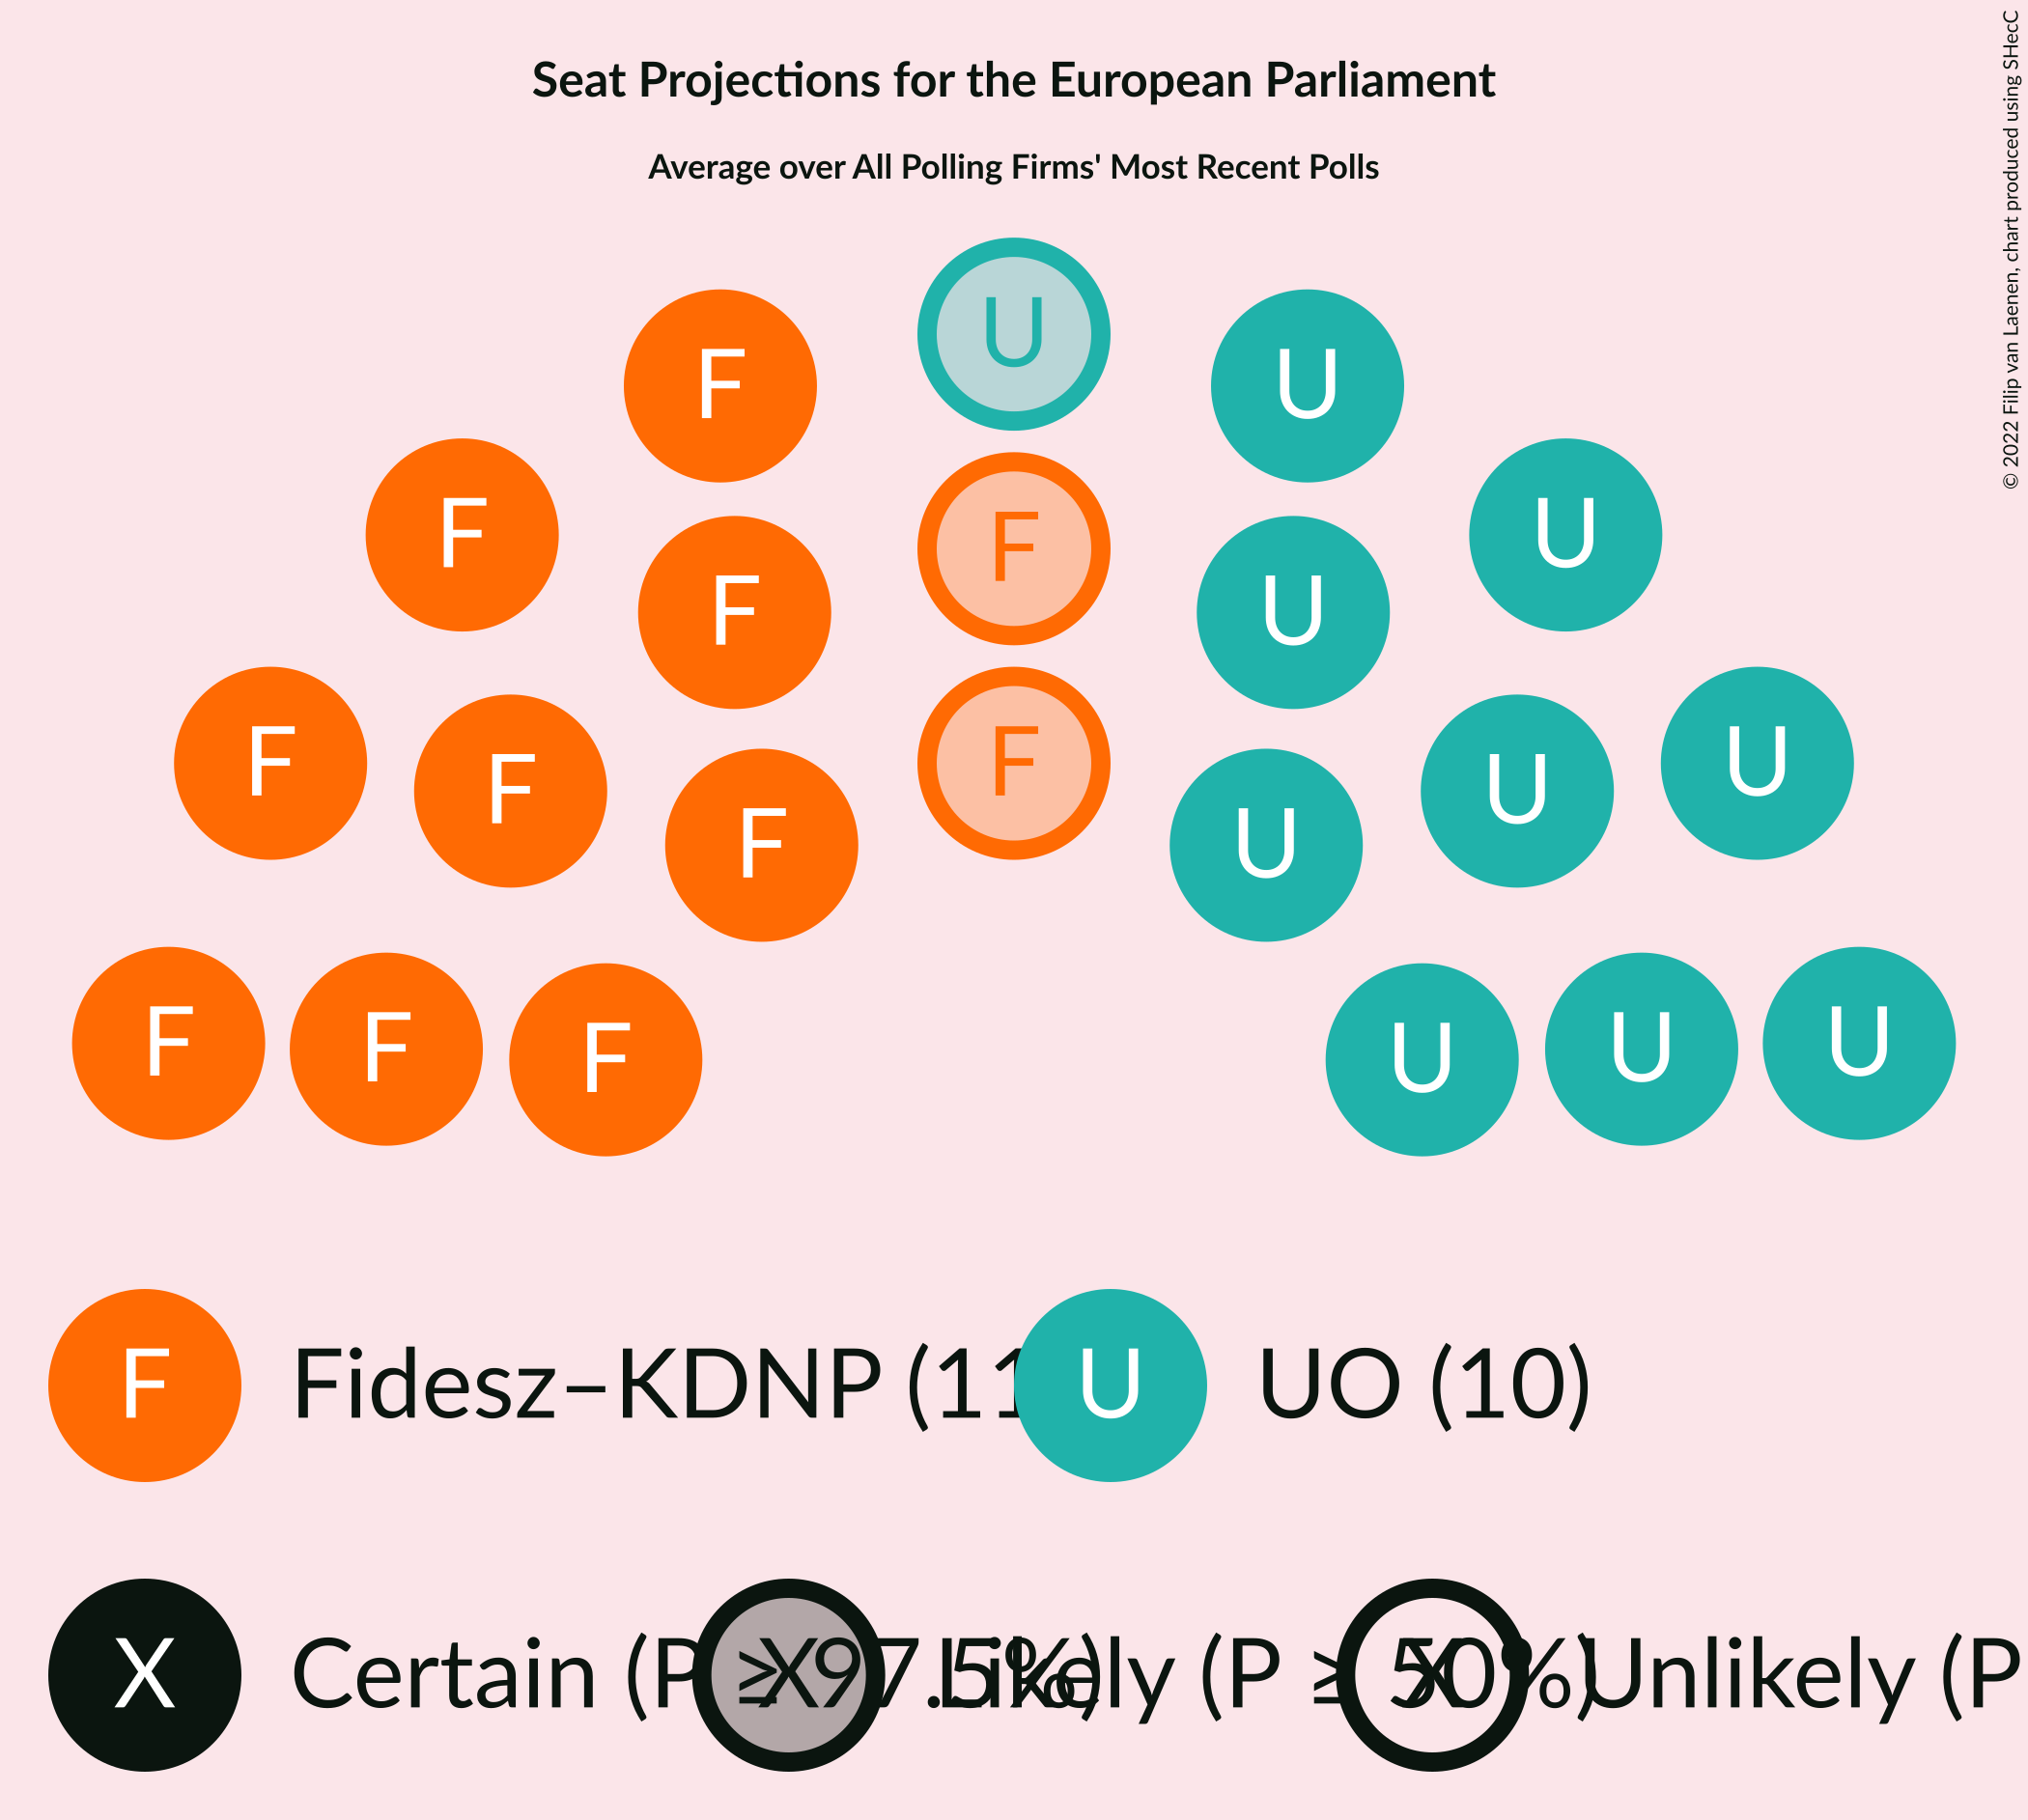 Seat Projections for the European Parliament
Average over All Polling Firms' Most Recent Polls
© 2022 Filip van Laenen, chart produced using SHecC
U
F U
F F U
F F U
F F U U
F F U U
F F F U U U
F Fidesz–KDNP (11 U UO (10)
X Certain (P ≥ 97.5%) X Likely (P ≥ 50%) X Unlikely (P